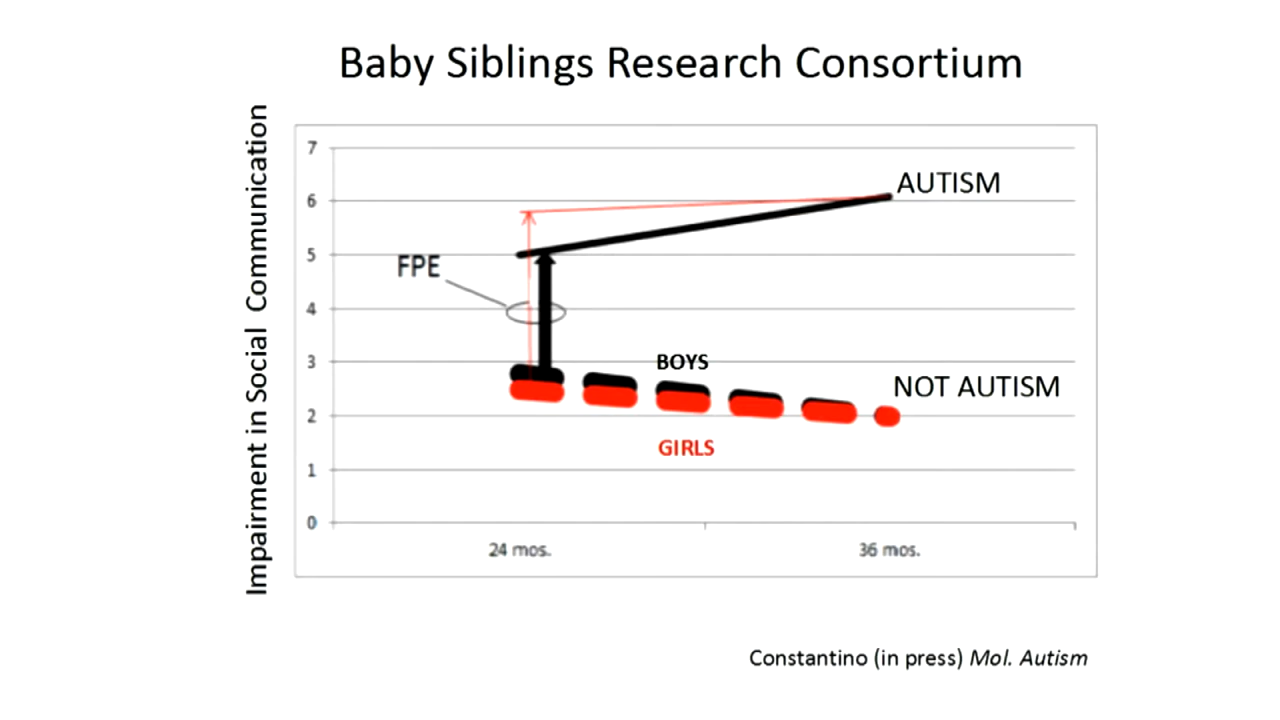 Baby Siblings Research Consortium
Impairment in Social Communication
7
6
5
4
3
2
1
0
AUTISM
FPE
BOYS
NOT AUTISM
GIRLS
24 mos.
36 mos.
Constantino (in press) Mol. Autism